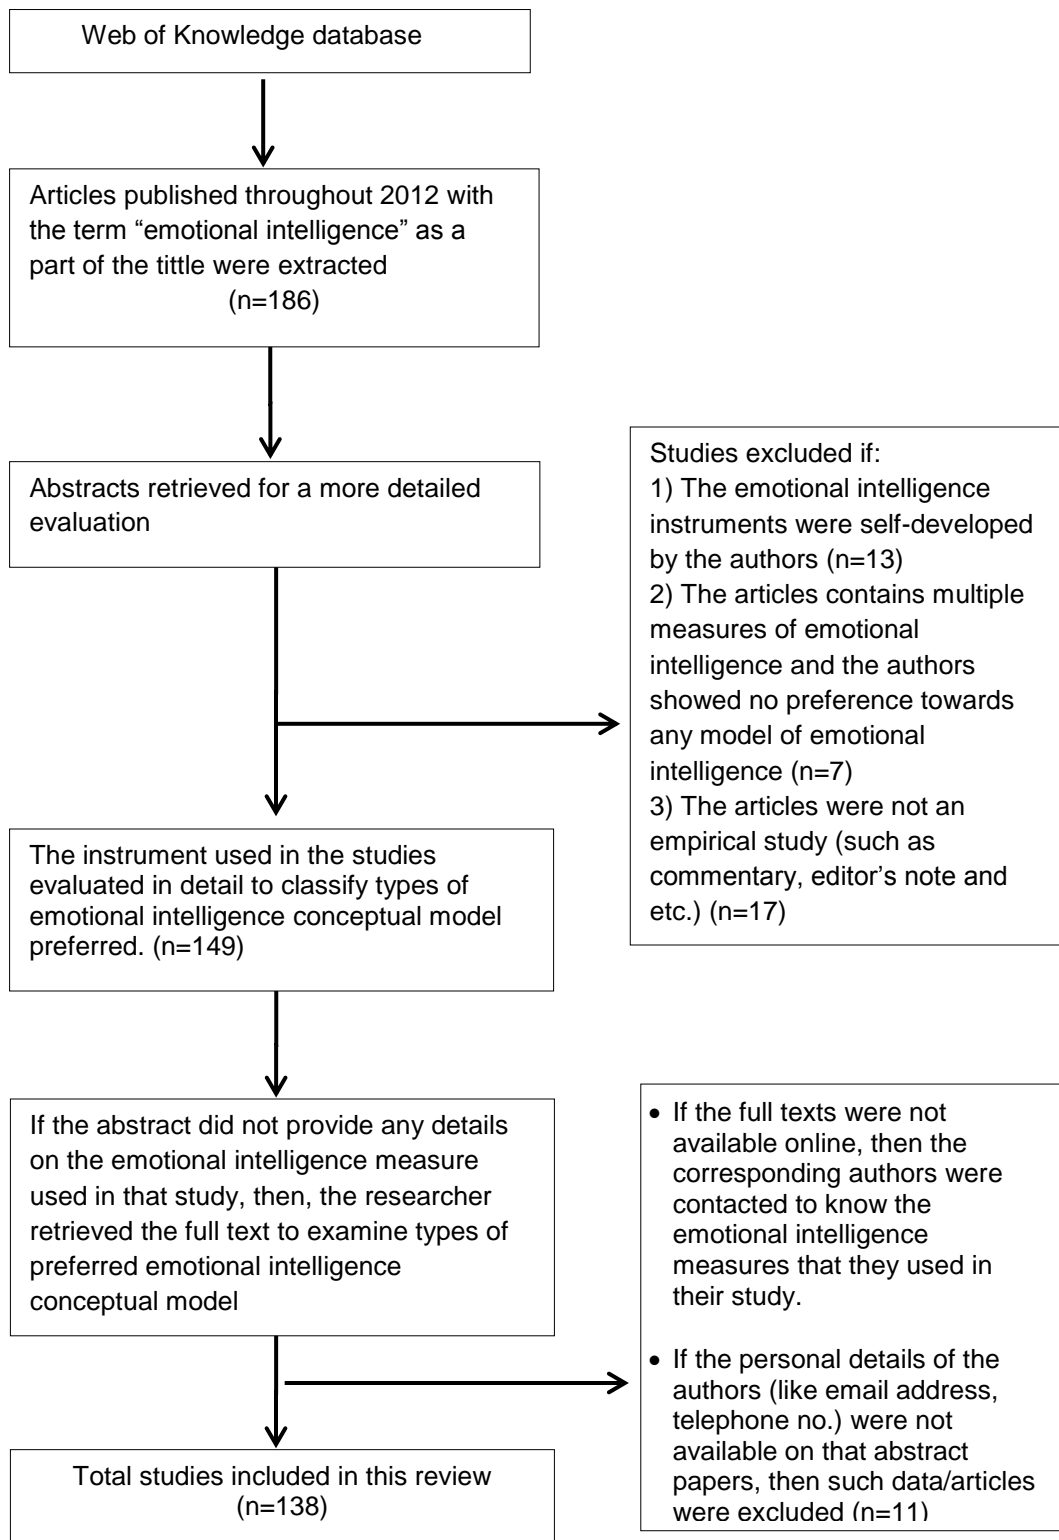 Web of Knowledge database
Articles published throughout 2012 with
the term “emotional intelligence” as a
part of the tittle were extracted
(n=186)
Abstracts retrieved for a more detailed
evaluation
Studies excluded if:
1) The emotional intelligence
instruments were self-developed
by the authors (n=13)
2) The articles contains multiple
measures of emotional
intelligence and the authors
showed no preference towards
any model of emotional
intelligence (n=7)
3) The articles were not an
empirical study (such as
commentary, editor’s note and
etc.) (n=17)
The instrument used in the studies
evaluated in detail to classify types of
emotional intelligence conceptual model
preferred. (n=149)
If the abstract did not provide any details
on the emotional intelligence measure
used in that study, then, the researcher
retrieved the full text to examine types of
preferred emotional intelligence
conceptual model
• If the full texts were not
available online, then the
corresponding authors were
contacted to know the
emotional intelligence
measures that they used in
their study.
• If the personal details of the
authors (like email address,
telephone no.) were not
available on that abstract
papers, then such data/articles
were excluded (n=11)
Total studies included in this review
(n=138)